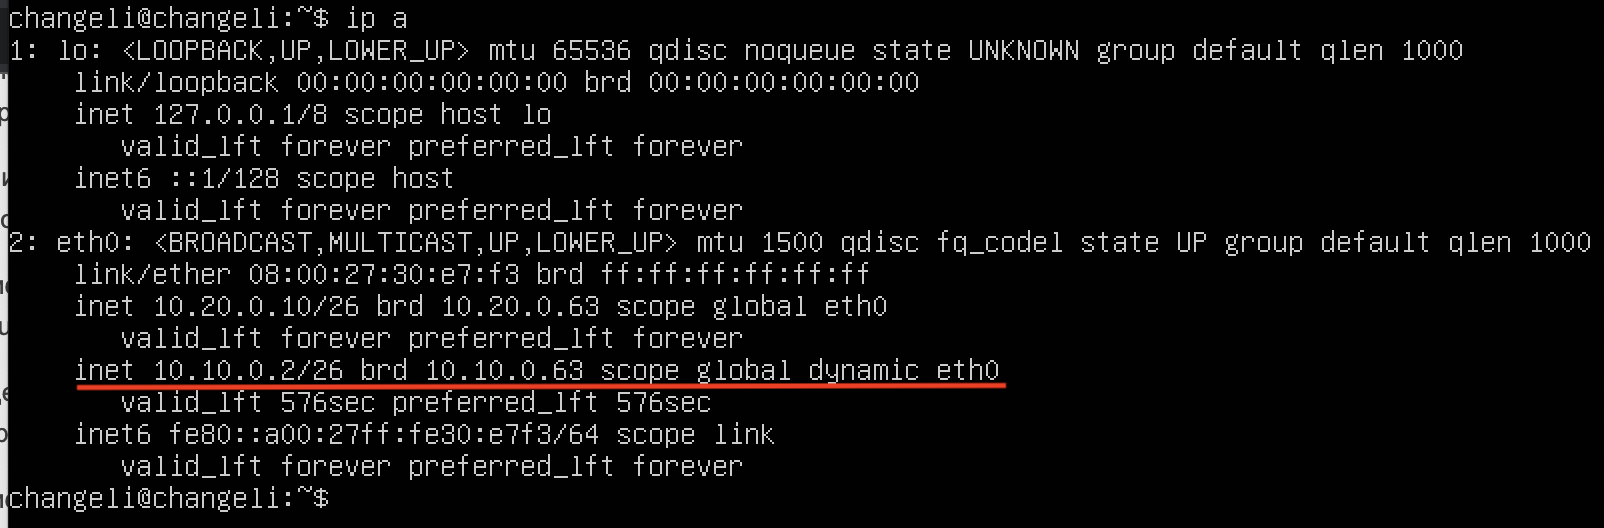 changeli@changeli:~$ ip a
1: lo: <LOOPBACK,UP,LOWER_UP> mtu 65536 qdisc noqueue state UNKNOWN group default qlen 1000
link/loopback 00:00:00:00:00:00 brd 00:00:00:00:00:00
inet 127.0.0.1/8 scope host lo
valid_lft forever preferred_lft forever
inet6 ::1/128 scope host
valid_lft forever preferred_lft forever
2: eth0: <BROADCAST,MULTICAST,UP,LOWER_UP> mtu 1500 qdisc fq_codel state UP group default qlen 1000
link/ether 08:00:27:30:e7:f3 brd ff:ff:ff:ff:ff:ff
inet 10.20.0.10/26 brd 10.20.0.63 scope global eth0
valid_lft forever preferred_lft forever
inet 10.10.0.2/26 brd 10.10.0.63 scope global dynamic eth0
valid_lft 576sec preferred_lft 576sec
inet6 fe80::a00:27ff:fe30:e7f3/64 scope link
valid_lft forever preferred_lft forever
changeli@changeli:~$